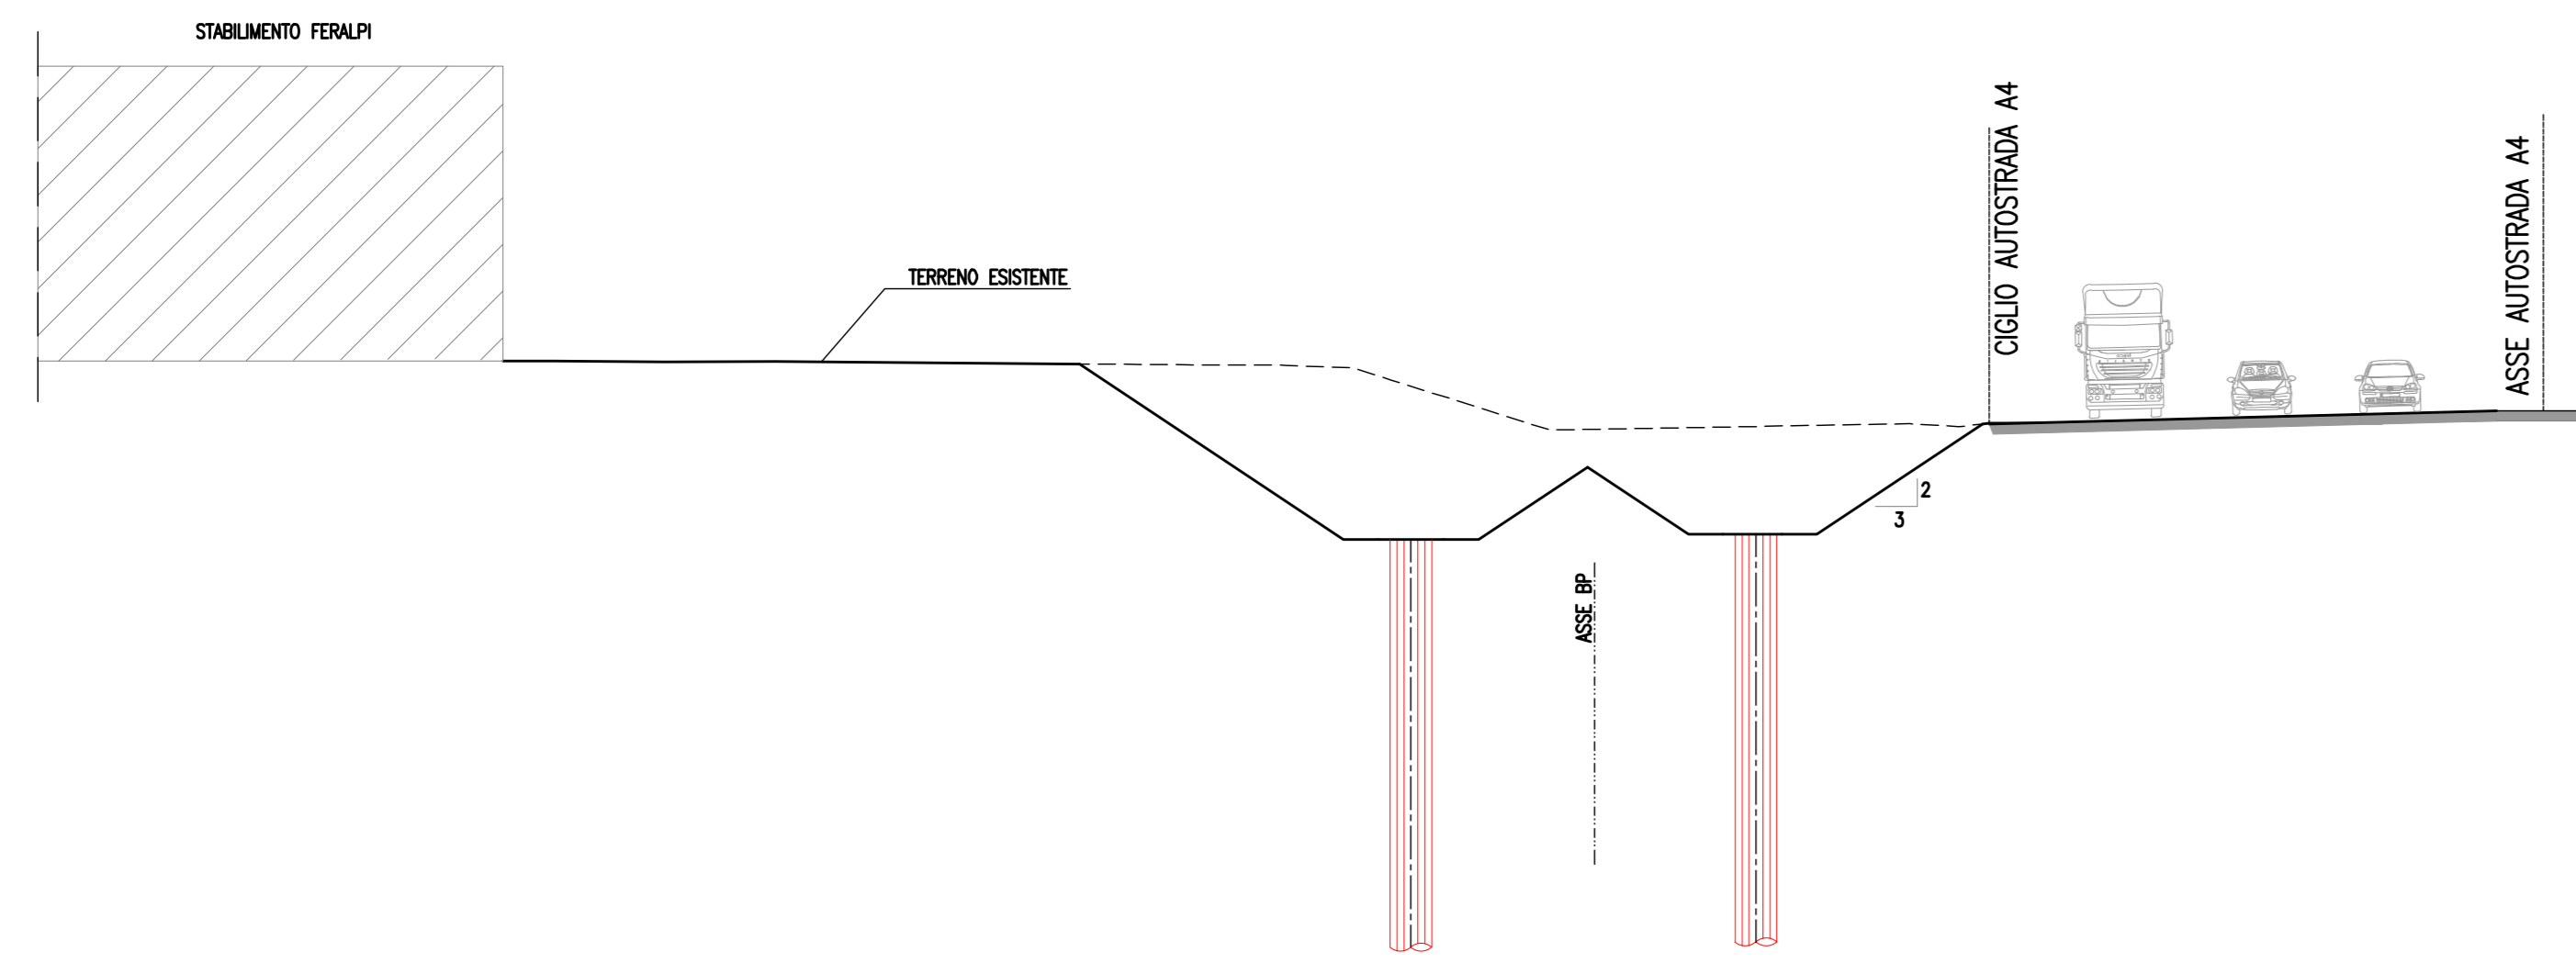 STABILIMENTO FERALPI
TERRENO ESISTENTE
CIGLIO AUTOSTRADA A4
ASSE AUTOSTRADA A4
2
3
ASSE BP